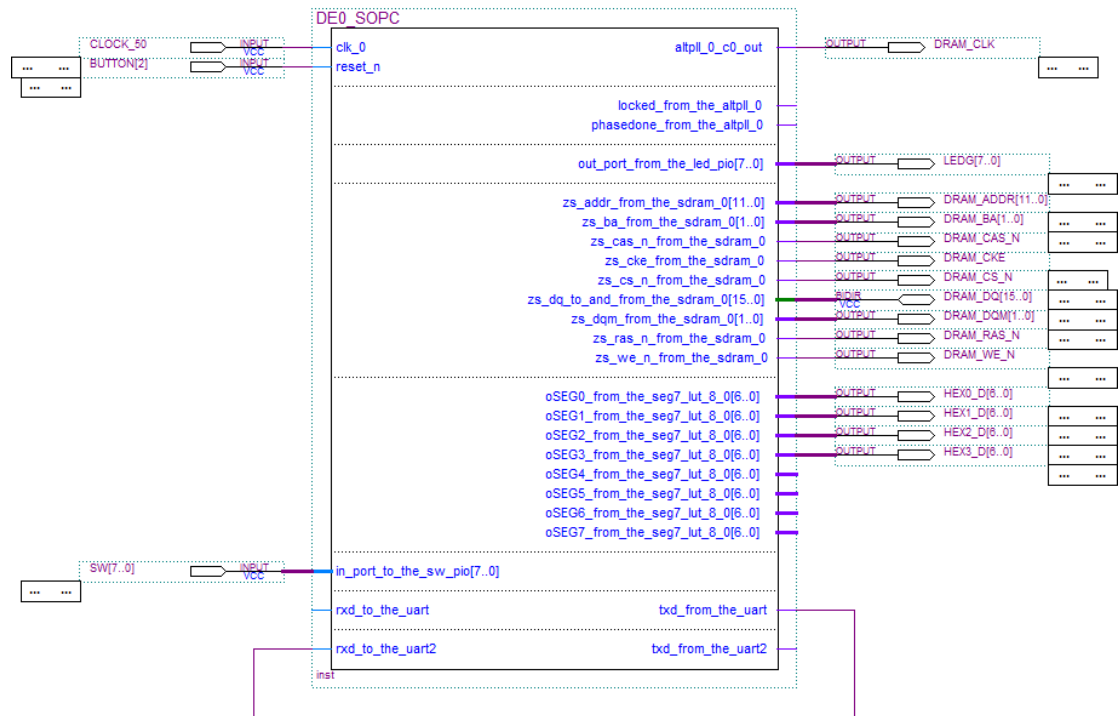 DE0_SOPC
CLOCK_50 INPUT VCC clk_0 altpll_0_c0_out OUTPUT DRAM_CLK
BUTTON[2] INPUT VCC reset_n
... ... ... ...
... ...
locked_from_the_altpll_0
phasedone_from_the_altpll_0
out_port_from_the_led_pio[7..0] OUTPUT LEDG[7..0]
... ...
zs_addr_from_the_sdram_0[11..0] OUTPUT DRAM_ADDR[11..0]
... ...
zs_ba_from_the_sdram_0[1..0] OUTPUT DRAM_BA[1..0]
... ...
zs_cas_n_from_the_sdram_0 OUTPUT DRAM_CAS_N
... ...
zs_cke_from_the_sdram_0 OUTPUT DRAM_CKE
zs_cs_n_from_the_sdram_0 OUTPUT DRAM_CS_N
... ...
zs_dq_to_and_from_the_sdram_0[15..0] BIDIR VCC DRAM_DQ[15..0]
... ...
zs_dqm_from_the_sdram_0[1..0] OUTPUT DRAM_DQM[1..0]
... ...
zs_ras_n_from_the_sdram_0 OUTPUT DRAM_RAS_N
... ...
zs_we_n_from_the_sdram_0 OUTPUT DRAM_WE_N
... ...
oSEG0_from_the_seg7_lut_8_0[6..0] OUTPUT HEX0_D[6..0]
oSEG1_from_the_seg7_lut_8_0[6..0] OUTPUT HEX1_D[6..0]
... ...
oSEG2_from_the_seg7_lut_8_0[6..0] OUTPUT HEX2_D[6..0]
... ...
oSEG3_from_the_seg7_lut_8_0[6..0] OUTPUT HEX3_D[6..0]
... ...
oSEG4_from_the_seg7_lut_8_0[6..0]
... ...
oSEG5_from_the_seg7_lut_8_0[6..0]
oSEG6_from_the_seg7_lut_8_0[6..0]
oSEG7_from_the_seg7_lut_8_0[6..0]
SW[7..0] INPUT VCC in_port_to_the_sw_pio[7..0]
... ...
rxd_to_the_uart txd_from_the_uart
rxd_to_the_uart2 txd_from_the_uart2
inst